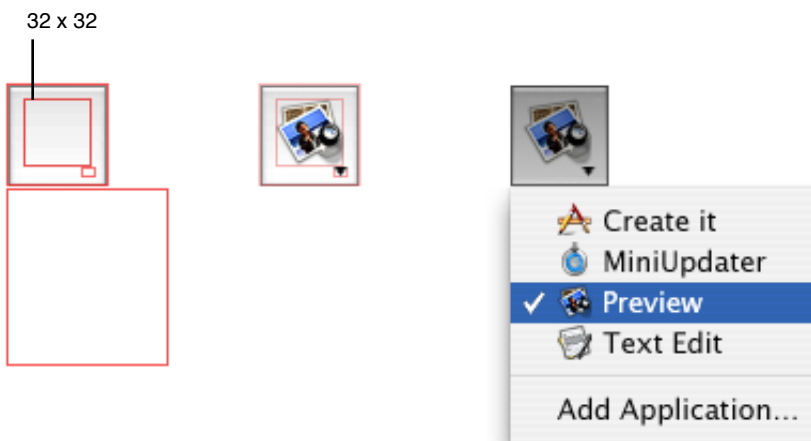 32 x 32
Create it
MiniUpdater
Preview
Text Edit
Add Application...